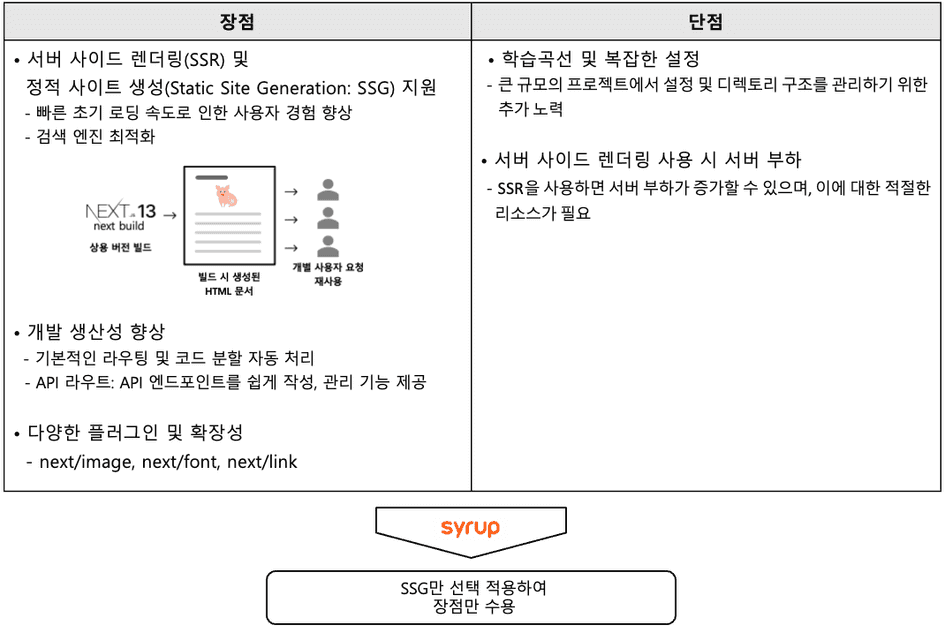 장점
• 서버 사이드 렌더링(SSR) 및
정적 사이트 생성(Static Site Generation: SSG) 지원
- 빠른 초기 로딩 속도로 인한 사용자 경험 향상
- 검색 엔진 최적화
NEXT.JS 13
next build
상용 버전 빌드
빌드 시 생성된
HTML 문서
개별 사용자 요청
재사용
• 개발 생산성 향상
- 기본적인 라우팅 및 코드 분할 자동 처리
- API 라우트: API 엔드포인트를 쉽게 작성, 관리 기능 제공
• 다양한 플러그인 및 확장성
- next/image, next/font, next/link
단점
• 학습곡선 및 복잡한 설정
- 큰 규모의 프로젝트에서 설정 및 디렉토리 구조를 관리하기 위한
추가 노력
• 서버 사이드 렌더링 사용 시 서버 부하
- SSR을 사용하면 서버 부하가 증가할 수 있으며, 이에 대한 적절한
리소스가 필요
syrup
SSG만 선택 적용하여
장점만 수용